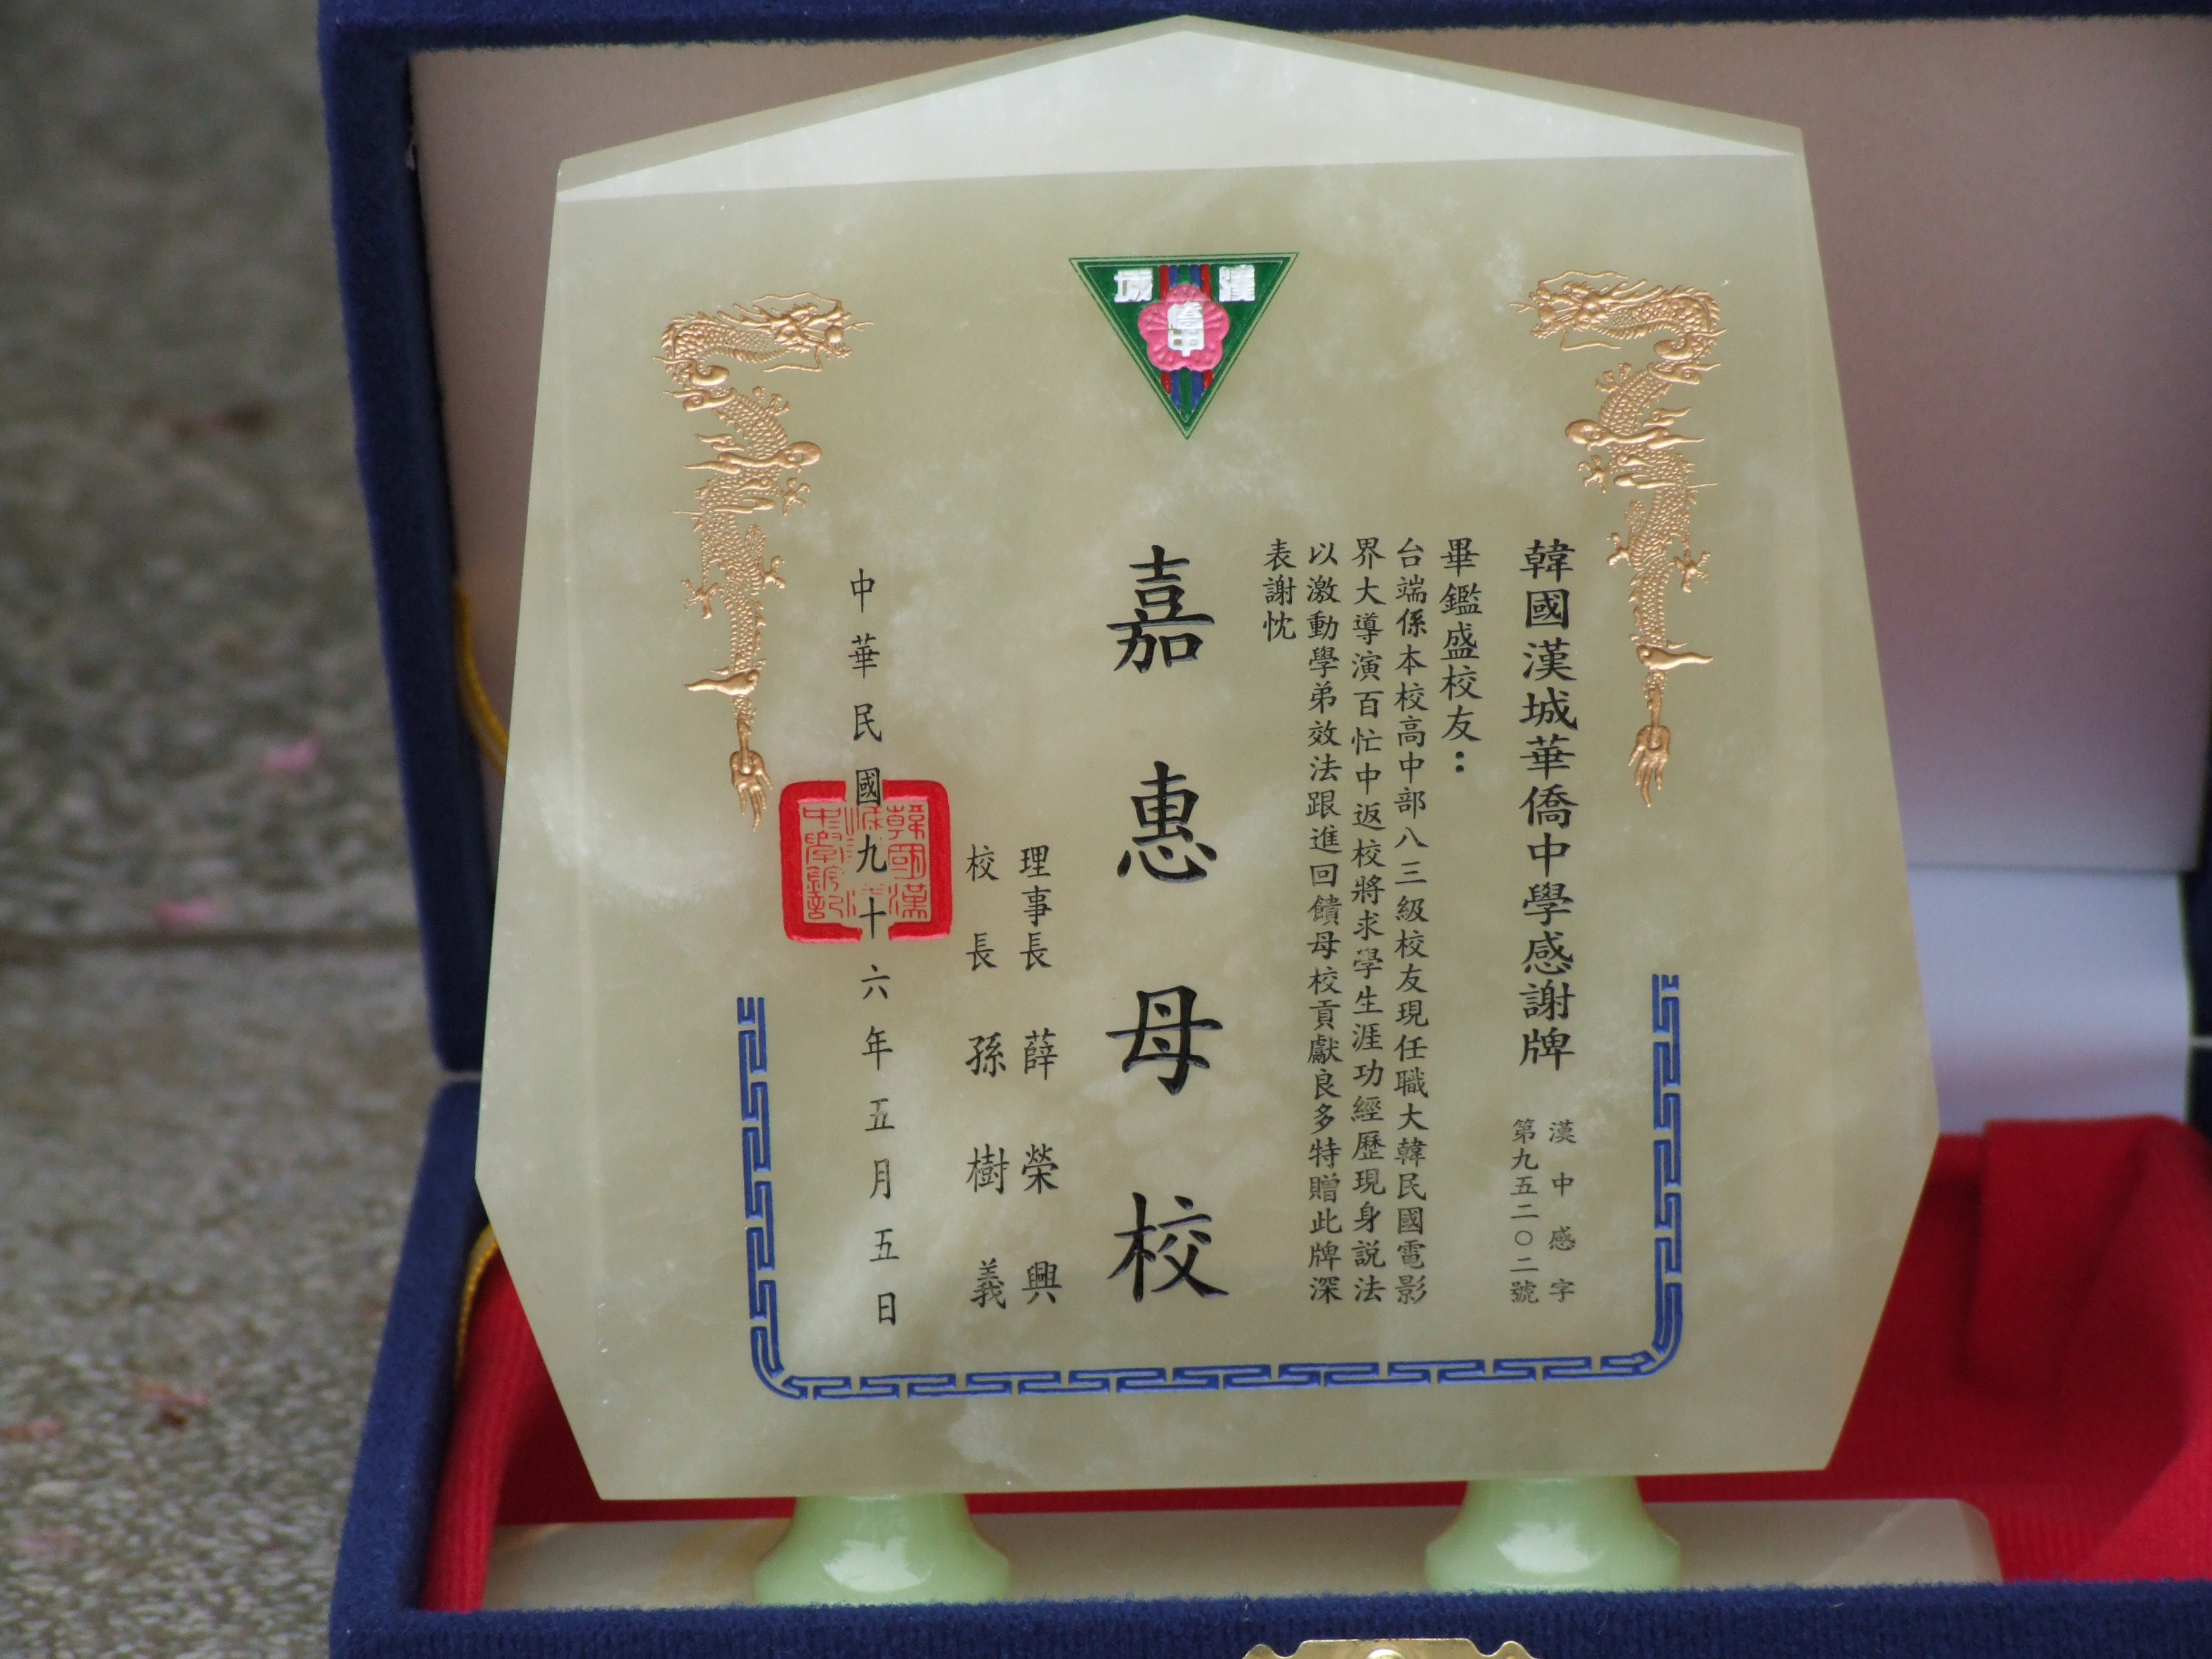 漢城
僑中
韓國漢城華僑中學感謝牌
漢中感字
第九五二〇二號
畢鑑盛校友：
台端係本校高中部八三級校友現任職大韓民國電影
界大導演百忙中返校將求學生涯功經歷現身說法
以激動學弟效法跟進回饋母校貢獻良多特贈此牌深
表謝忱
嘉惠母校
理事長 薛榮興
校長 孫樹義
中華民國九十六年五月五日